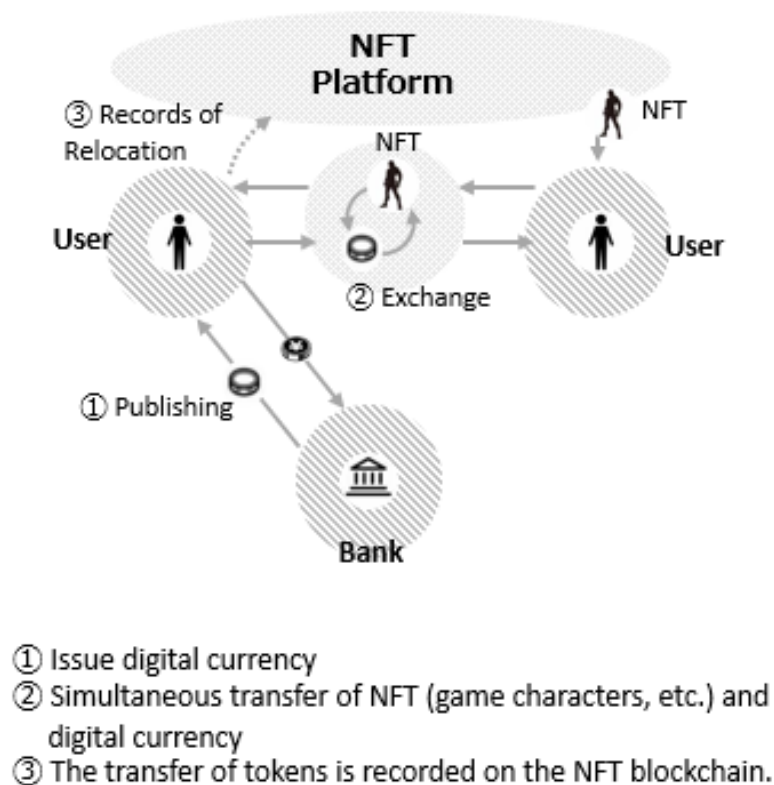 NFT
Platform
③ Records of
Relocation
NFT
NFT
User
User
② Exchange
① Publishing
Bank
① Issue digital currency
② Simultaneous transfer of NFT (game characters, etc.) and
digital currency
③ The transfer of tokens is recorded on the NFT blockchain.